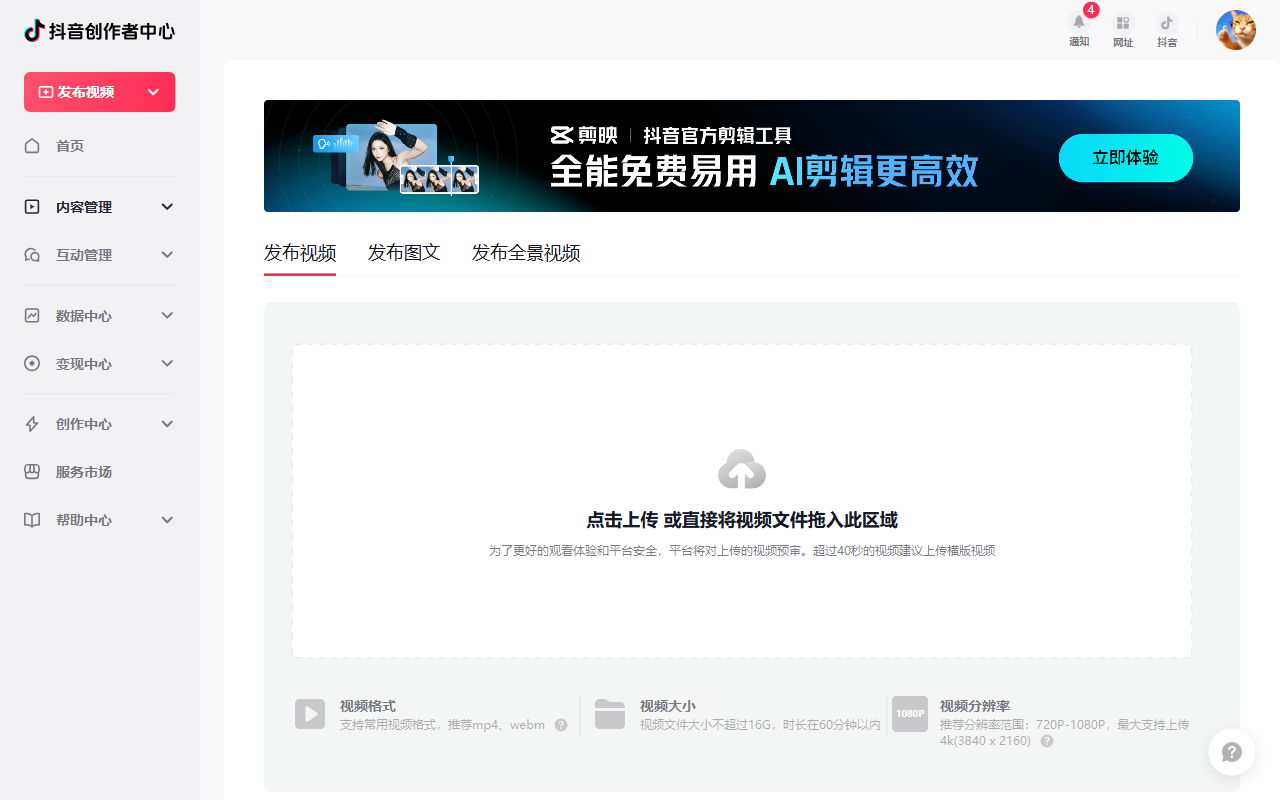 抖音创作者中心
4
通知
网址
抖音
发布视频
首页
内容管理
互动管理
数据中心
变现中心
创作中心
服务市场
帮助中心
剪映 | 抖音官方剪辑工具
全能免费易用 AI剪辑更高效
立即体验
发布视频
发布图文
发布全景视频
点击上传 或直接将视频文件拖入此区域
为了更好的观看体验和平台安全，平台将对上传的视频预审。超过40秒的视频建议上传横版视频
视频格式
支持常用视频格式，推荐mp4、webm
视频大小
视频文件大小不超过16G，时长在60分钟以内
1080P
视频分辨率
推荐分辨率范围：720P-1080P，最大支持上传
4k(3840 x 2160)